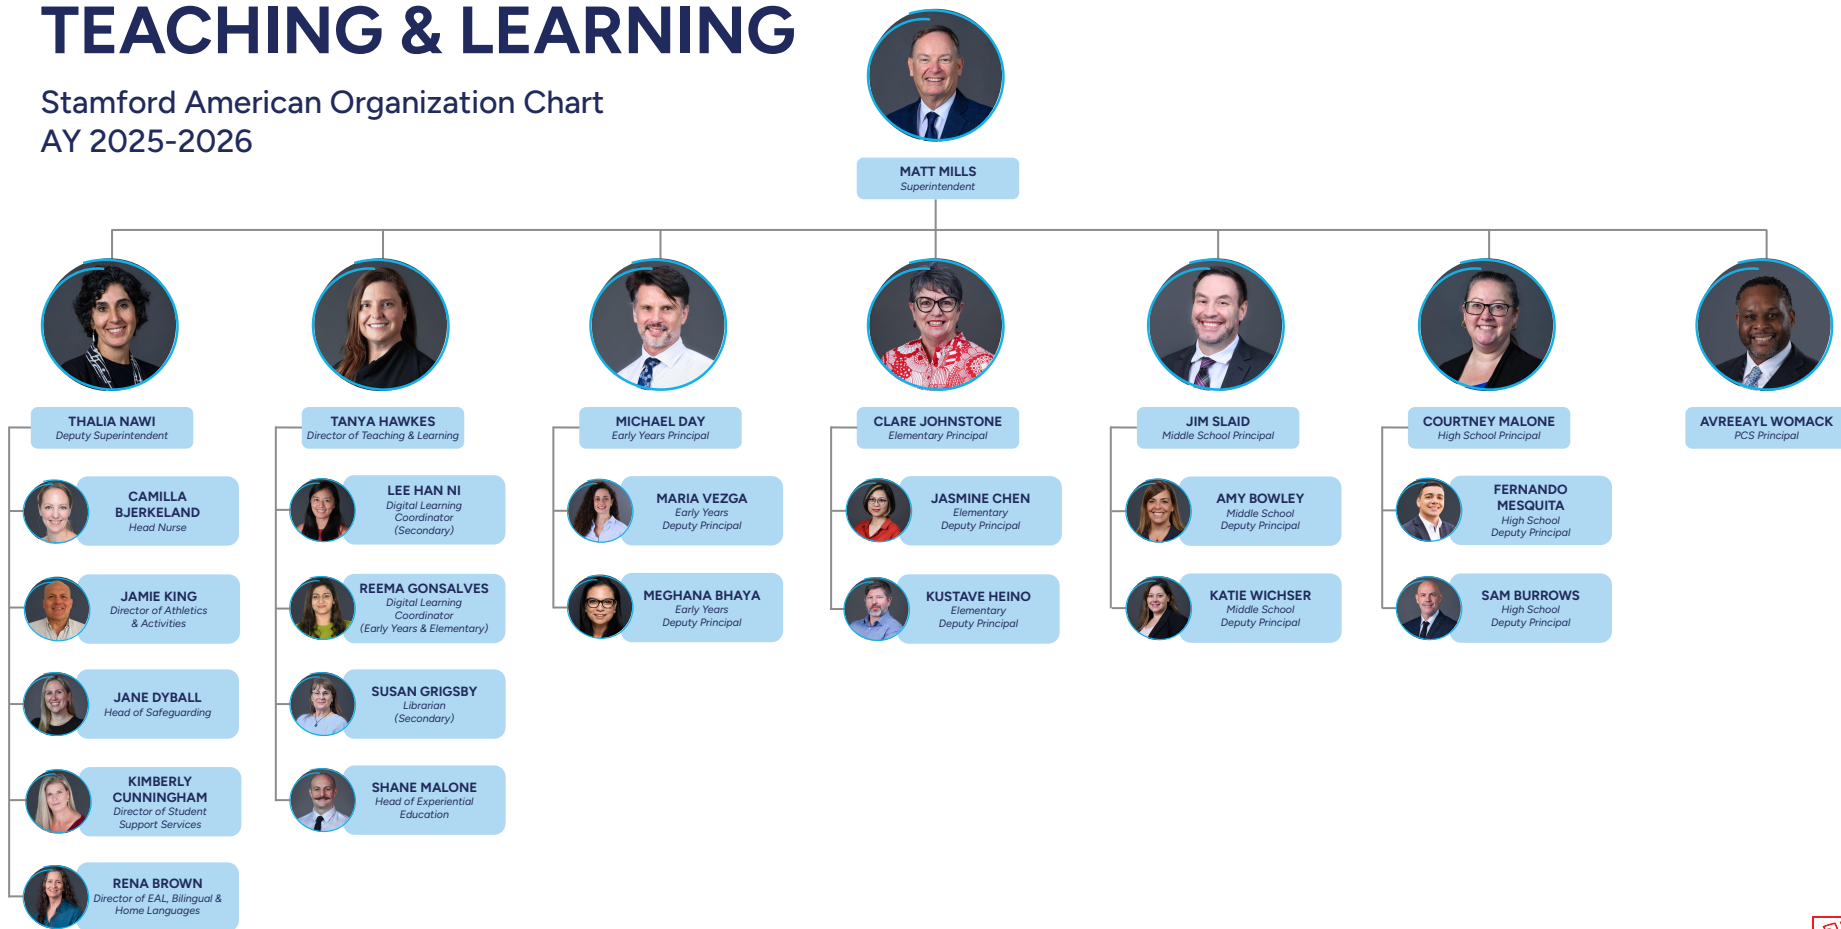 TEACHING & LEARNING
Stamford American Organization Chart
AY 2025-2026
MATT MILLS
Superintendent
THALIA NAWI
Deputy Superintendent
TANYA HAWKES
Director of Teaching & Learning
MICHAEL DAY
Early Years Principal
CLARE JOHNSTONE
Elementary Principal
JIM SLAID
Middle School Principal
COURTNEY MALONE
High School Principal
AVREEAYL WOMACK
PCS Principal
CAMILLA
BJERKELAND
Head Nurse
JAMIE KING
Director of Athletics
& Activities
JANE DYBALL
Head of Safeguarding
KIMBERLY
CUNNINGHAM
Director of Student
Support Services
RENA BROWN
Director of EAL, Bilingual &
Home Languages
LEE HAN NI
Digital Learning
Coordinator
(Secondary)
REEMA GONSALVES
Digital Learning
Coordinator
(Early Years & Elementary)
SUSAN GRIGSBY
Librarian
(Secondary)
SHANE MALONE
Head of Experiential
Education
MARIA VEZGA
Early Years
Deputy Principal
MEGHANA BHAYA
Early Years
Deputy Principal
JASMINE CHEN
Elementary
Deputy Principal
KUSTAVE HEINO
Elementary
Deputy Principal
AMY BOWLEY
Middle School
Deputy Principal
KATIE WICHSER
Middle School
Deputy Principal
FERNANDO
MESQUITA
High School
Deputy Principal
SAM BURROWS
High School
Deputy Principal